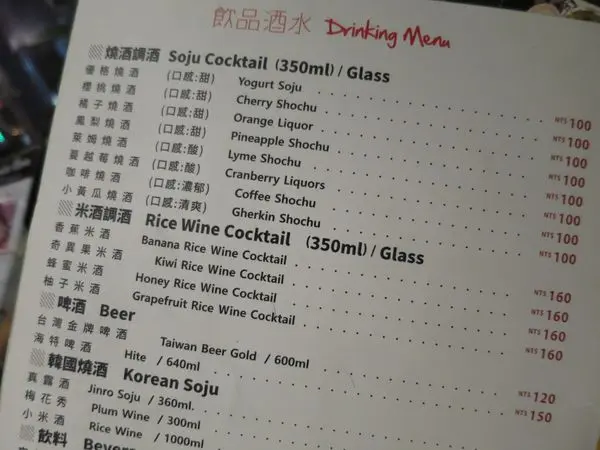 飲品酒水 Drinking Menu
燒酒調酒 Soju Cocktail (350ml) / Glass
優格燒酒 (口感:甜) Yogurt Soju NT$ 100
櫻桃燒酒 (口感:甜) Cherry Shochu NT$ 100
橘子燒酒 (口感:甜) Orange Liquor NT$ 100
鳳梨燒酒 (口感:甜) Pineapple Shochu NT$ 100
萊姆燒酒 (口感:酸) Lyme Shochu NT$ 100
蔓越莓燒酒 (口感:酸) Cranberry Liquors NT$ 100
咖啡燒酒 (口感:濃郁) Coffee Shochu NT$ 100
小黃瓜燒酒 (口感:清爽) Gherkin Shochu NT$ 100
米酒調酒 Rice Wine Cocktail (350ml) / Glass
香蕉米酒 Banana Rice Wine Cocktail NT$ 160
奇異果米酒 Kiwi Rice Wine Cocktail NT$ 160
蜂蜜米酒 Honey Rice Wine Cocktail NT$ 160
柚子米酒 Grapefruit Rice Wine Cocktail NT$ 160
啤酒 Beer
台灣金牌啤酒 Taiwan Beer Gold / 600ml NT$ 120
海特啤酒 Hite / 640ml NT$ 150
韓國燒酒 Korean Soju
真露酒 Jinro Soju / 360ml.
梅花秀 Plum Wine / 300ml
小米酒 Rice Wine / 1000ml
飲料